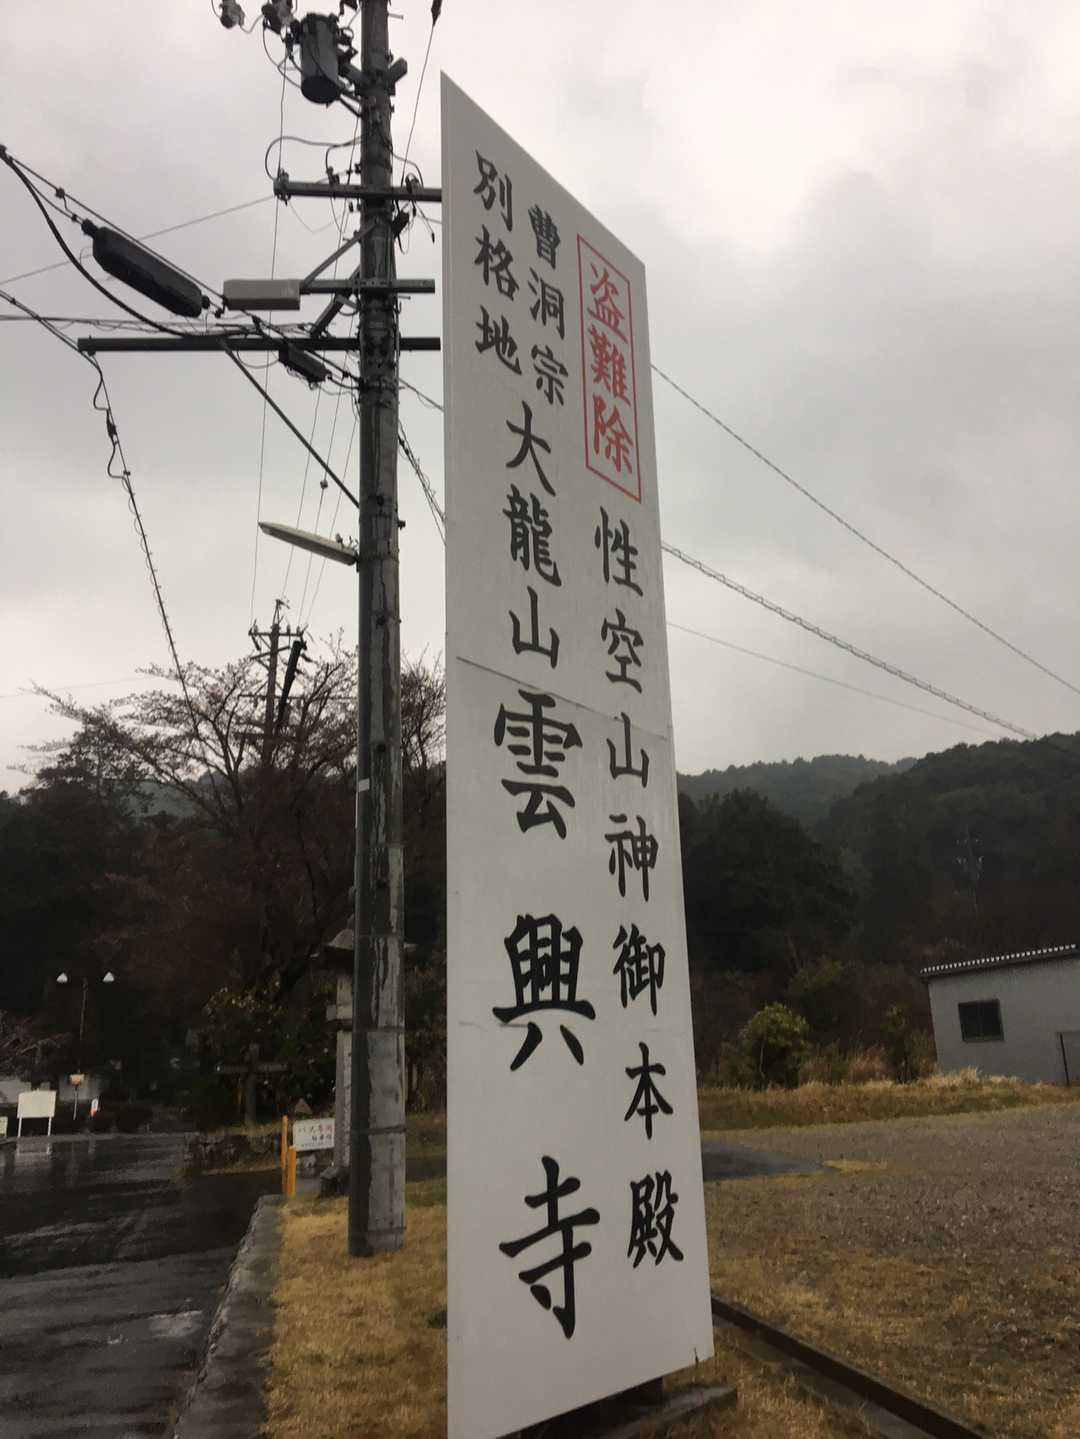 盗難除 性空山神御本殿
曹洞宗
別格地
大龍山雲興寺